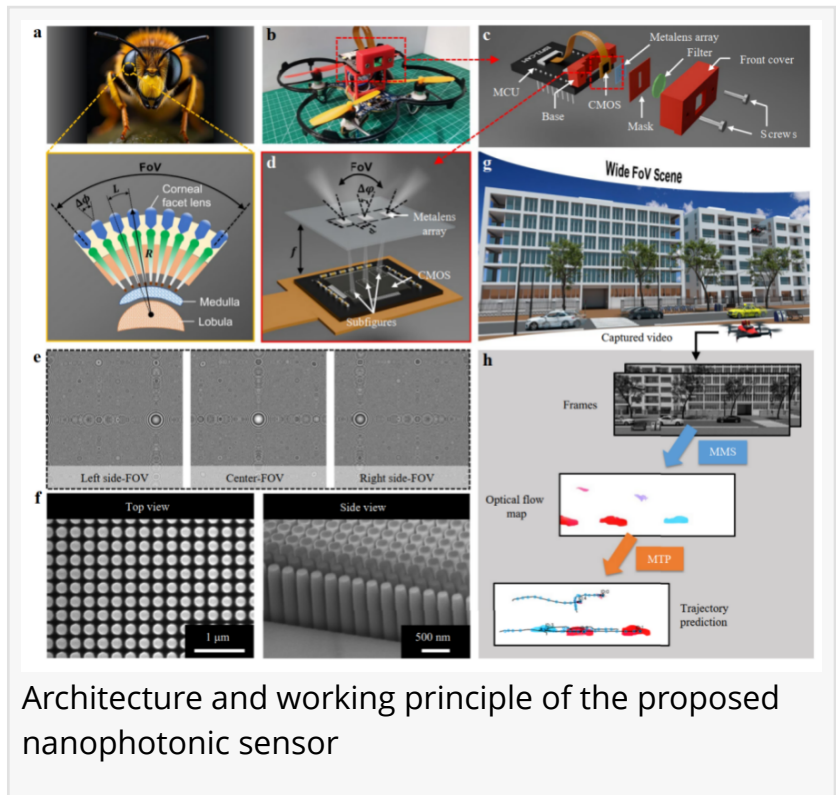 a
b
c
Metalens array
Filter
Front cover
MCU
CMOS
Base
Mask
Screws
FoV
L
Δϕ
Corneal
facet lens
R
Medulla
Lobula
d
FoV
Δφ
Metalens
array
f
CMOS
Subfigures
g
Wide FoV Scene
Captured video
e
Left side-FOV
Center-FOV
Right side-FOV
f
Top view
1 μm
Side view
500 nm
h
Frames
MMS
Optical flow
map
MTP
Trajectory
prediction
Architecture and working principle of the proposed
nanophotonic sensor